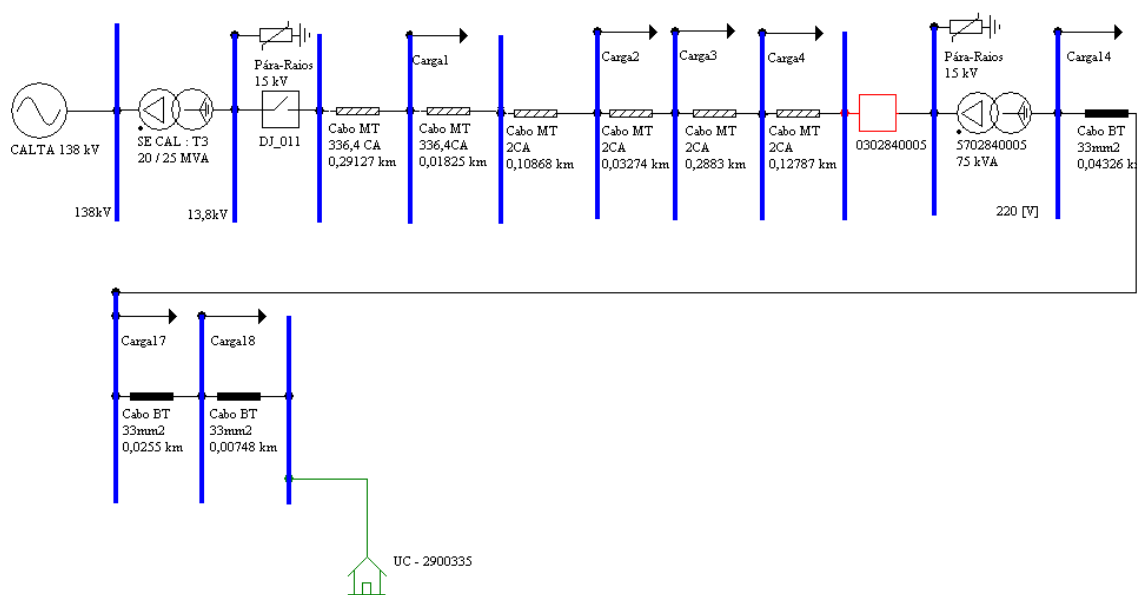 CALTA 138 kV
138kV
SE CAL : T3
20 / 25 MVA
13,8kV
Pára-Raios
15 kV
DJ_011
Cabo MT
336,4 CA
0,29127 km
Carga1
Cabo MT
336,4CA
0,01825 km
Cabo MT
2CA
0,10868 km
Carga2
Cabo MT
2CA
0,03274 km
Carga3
Cabo MT
2CA
0,2883 km
Carga4
Cabo MT
2CA
0,12787 km
0302840005
Pára-Raios
15 kV
5702840005
75 kVA
220 [V]
Carga14
Cabo BT
33mm2
0,04326 k
Carga17
Cabo BT
33mm2
0,0255 km
Carga18
Cabo BT
33mm2
0,00748 km
UC - 2900335